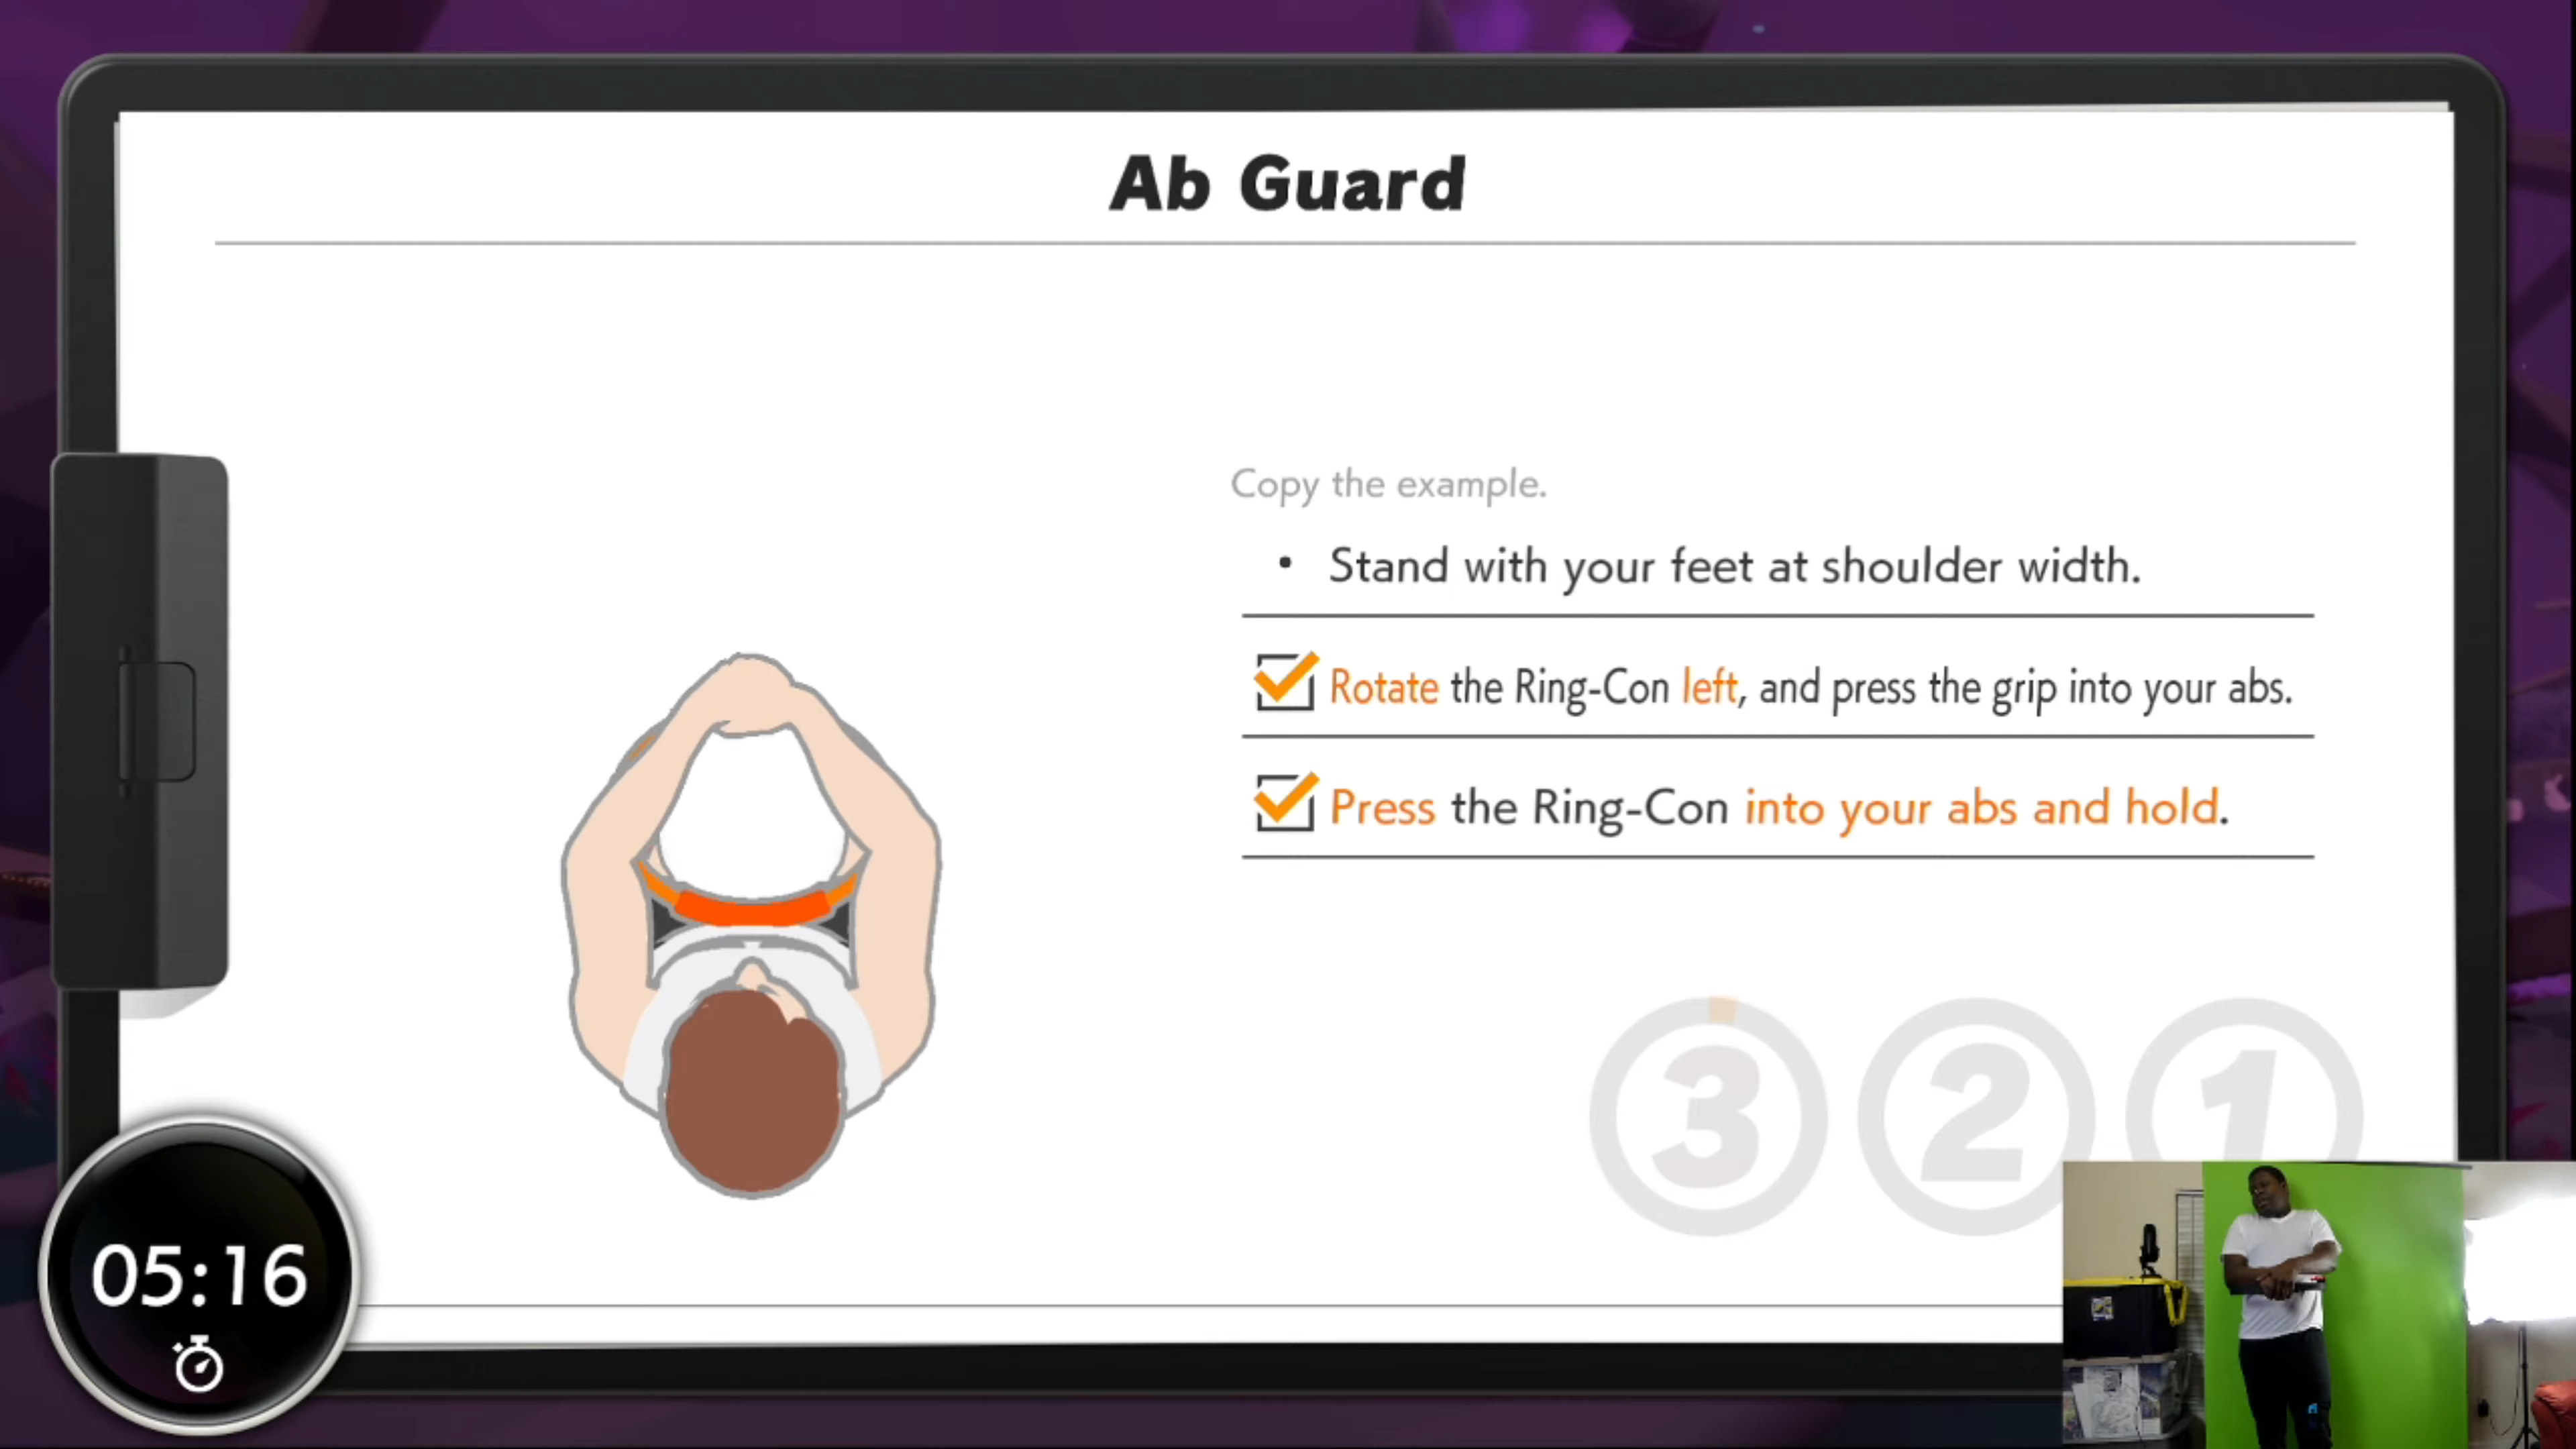 Ab Guard
Copy the example.
• Stand with your feet at shoulder width.
Rotate the Ring-Con left, and press the grip into your abs.
Press the Ring-Con into your abs and hold.
3 2 1
05:16